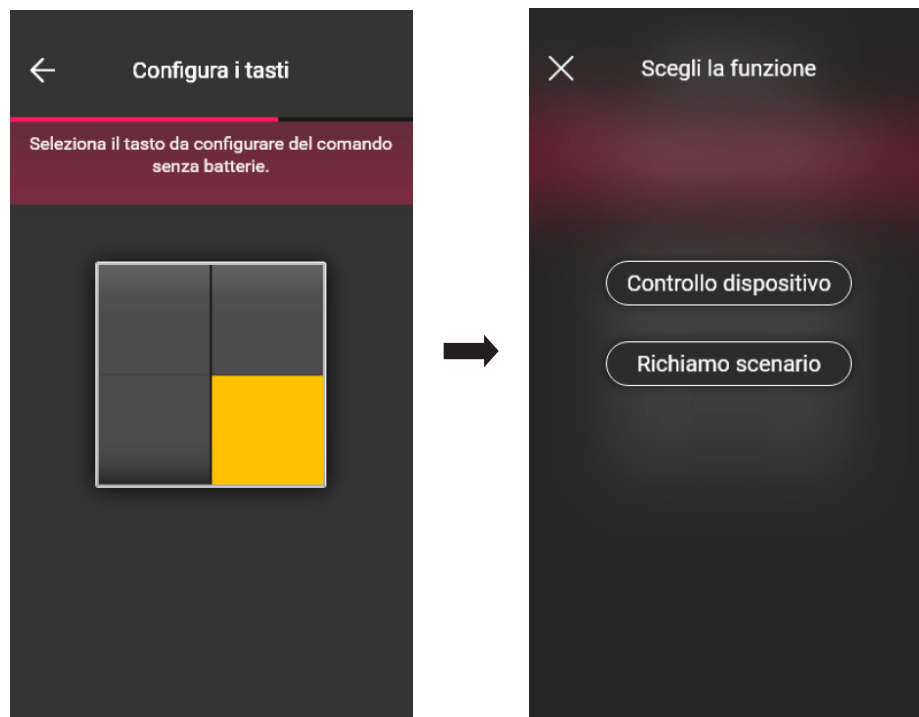 Configura i tasti
Seleziona il tasto da configurare del comando
senza batterie.
Scegli la funzione
Controllo dispositivo
Richiamo scenario